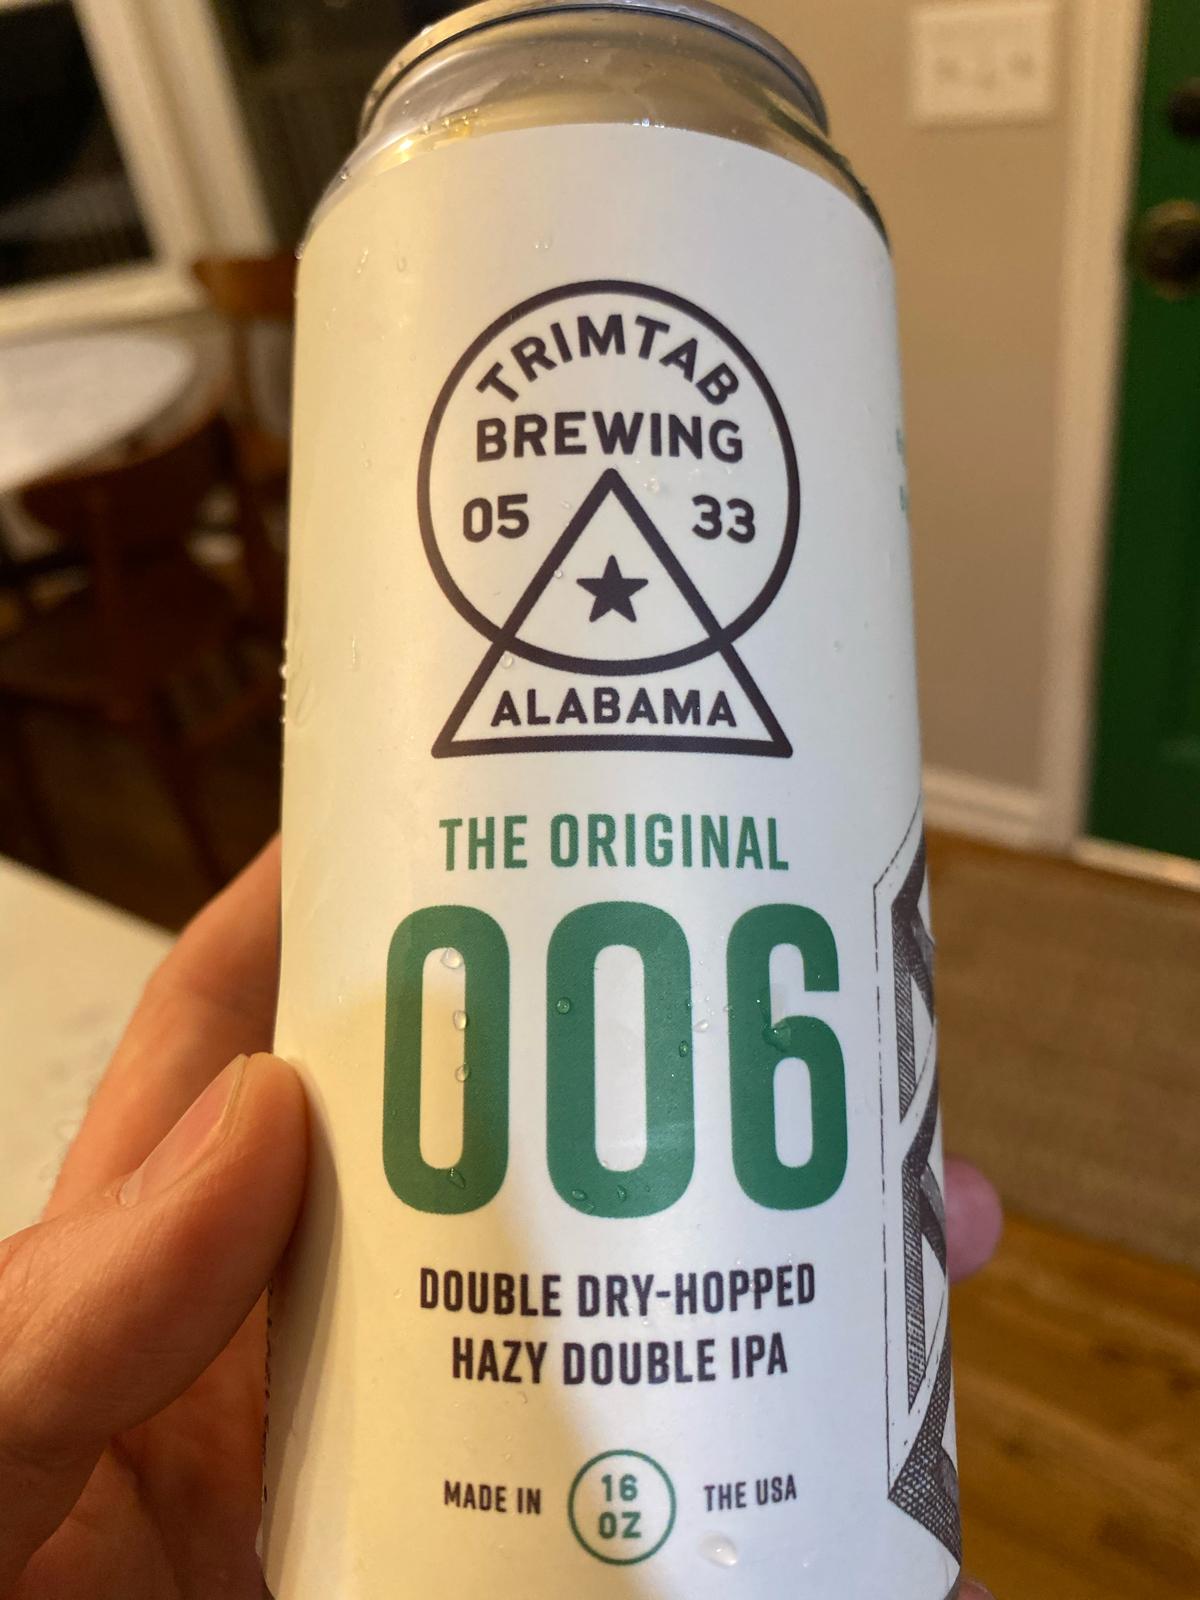 TRIMTAB
BREWING
05 33
ALABAMA
THE ORIGINAL
006
DOUBLE DRY-HOPPED
HAZY DOUBLE IPA
MADE IN 16 OZ THE USA